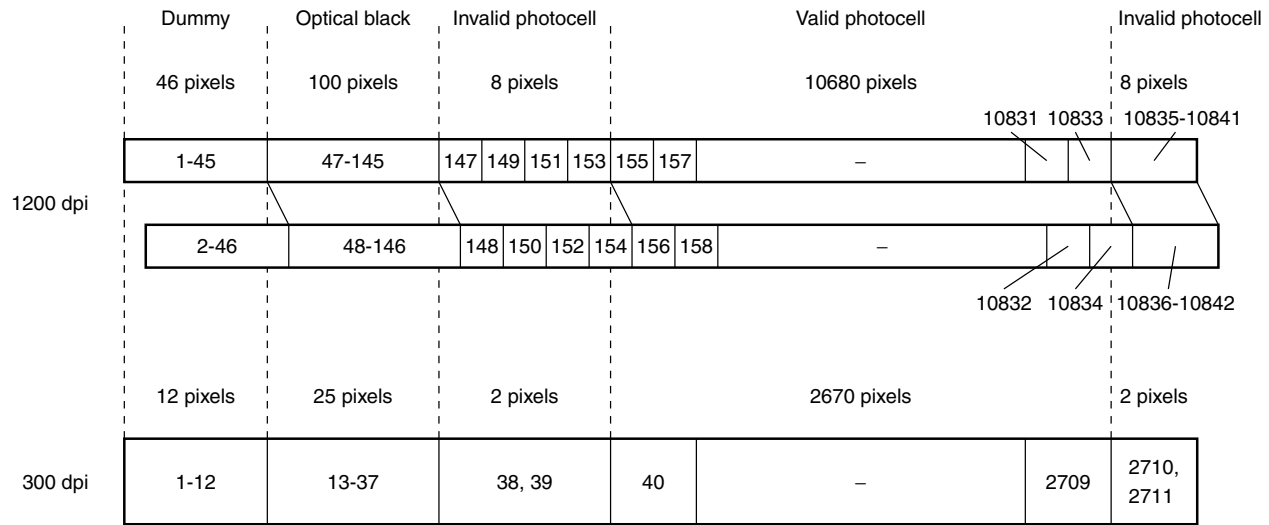 Dummy Optical black Invalid photocell Valid photocell Invalid photocell
46 pixels 100 pixels 8 pixels 10680 pixels 8 pixels
10831 10833 10835-10841
1-45 47-145 147 149 151 153 155 157 –
1200 dpi
2-46 48-146 148 150 152 154 156 158 –
10832 10834 10836-10842
12 pixels 25 pixels 2 pixels 2670 pixels 2 pixels
300 dpi 1-12 13-37 38, 39 40 – 2709 2710,
2711